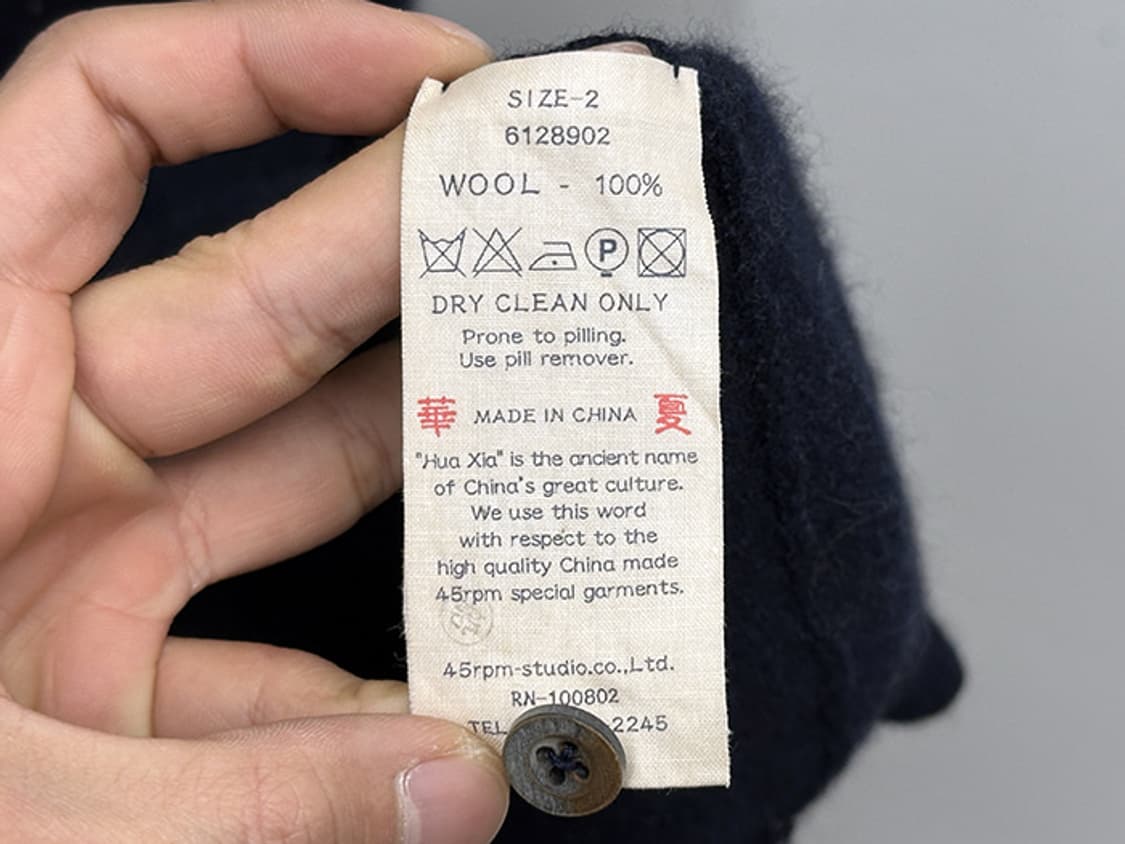 SIZE-2
6128902
WOOL - 100%
P
DRY CLEAN ONLY
Prone to pilling.
Use pill remover.
華 MADE IN CHINA 夏
"Hua Xia" is the ancient name
of China's great culture.
We use this word
with respect to the
high quality China made
45rpm special garments.
45rpm-studio.co.,Ltd.
RN-100802
TEL 2245